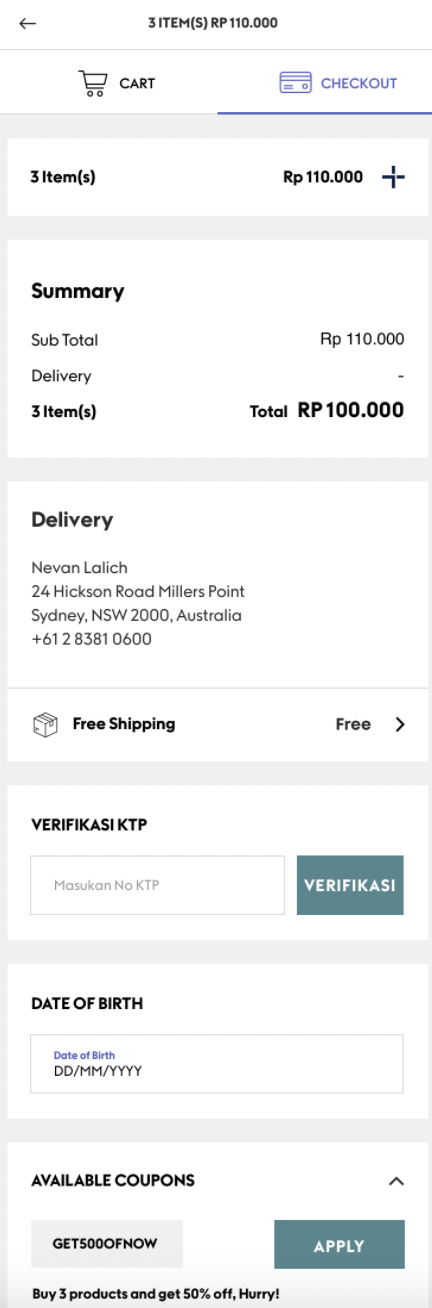 3 ITEM(S) RP 110.000
CART
CHECKOUT
3 Item(s) Rp 110.000
Summary
Sub Total Rp 110.000
Delivery -
3 Item(s) Total RP 100.000
Delivery
Nevan Lalich
24 Hickson Road Millers Point
Sydney, NSW 2000, Australia
+61 2 8381 0600
Free Shipping Free
VERIFIKASI KTP
Masukan No KTP VERIFIKASI
DATE OF BIRTH
Date of Birth
DD/MM/YYYY
AVAILABLE COUPONS
GET500OFNOW APPLY
Buy 3 products and get 50% off, Hurry!